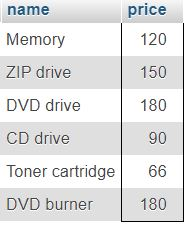 name price
Memory 120
ZIP drive 150
DVD drive 180
CD drive 90
Toner cartridge 66
DVD burner 180